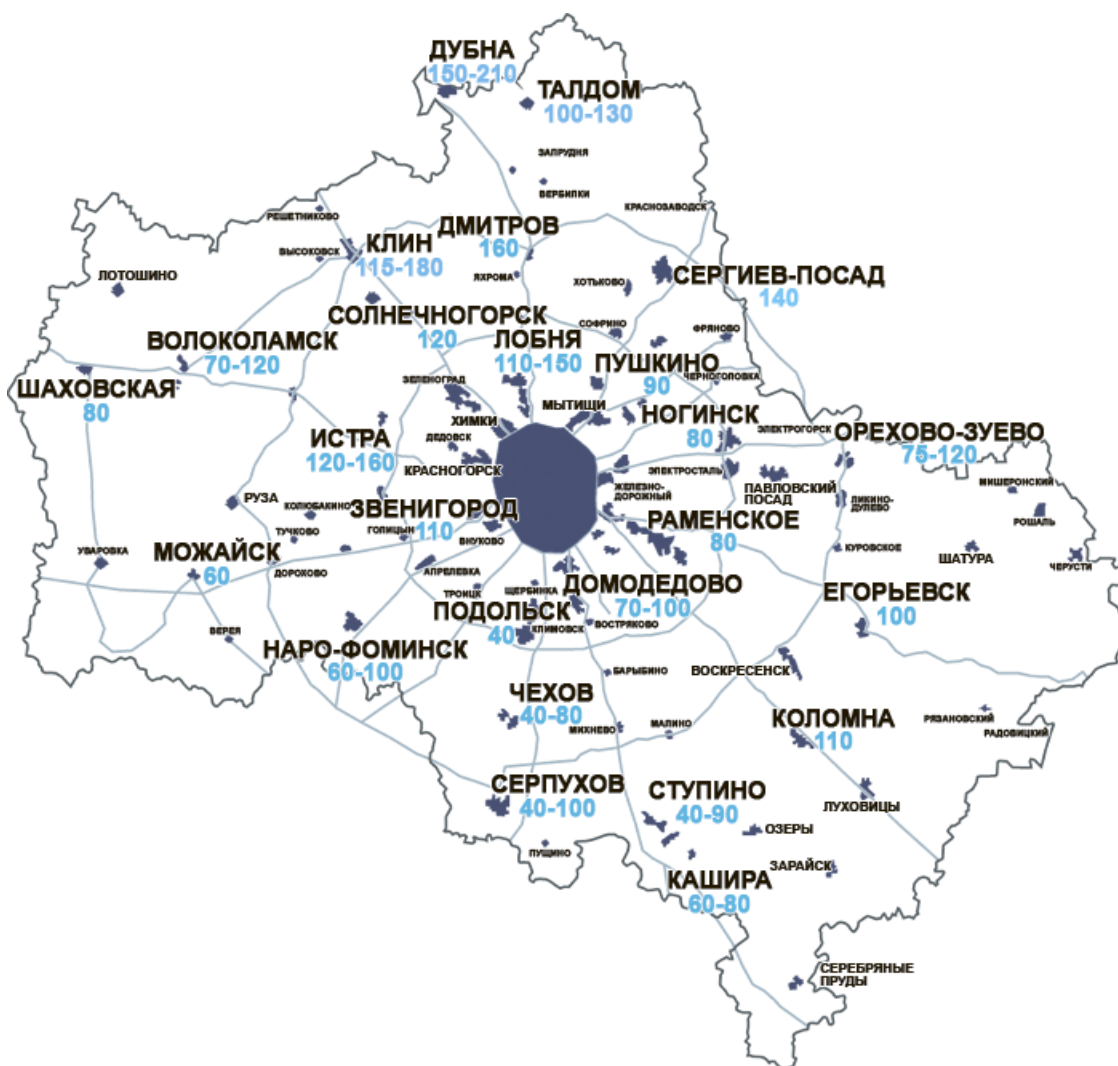 ДУБНА
150-210
ТАЛДОМ
100-130
ЗАПРУДНЯ
ВЕРБИЛКИ
КРАСНОЗАВОДСК
РЕШЕТНИКОВО
ДМИТРОВ
160
КЛИН
115-180
ВЫСОКОВСК
ЯХРОМА
ЛОТОШИНО
ХОТЬКОВО
СЕРГИЕВ-ПОСАД
140
СОЛНЕЧНОГОРСК
120
СОФРИНО
ФРЯНОВО
ВОЛОКОЛАМСК
70-120
ЛОБНЯ
110-150
ПУШКИНО
90
ЧЕРНОГОЛОВКА
ШАХОВСКАЯ
80
ЗЕЛЕНОГРАД
МЫТИЩИ
ХИМКИ
НОГИНСК
80
ЭЛЕКТРОГОРСК
ОРЕХОВО-ЗУЕВО
75-120
ИСТРА
120-160
ДЕДОВСК
КРАСНОГОРСК
ЭЛЕКТРОСТАЛЬ
ЖЕЛЕЗНО-
ДОРОЖНЫЙ
ПАВЛОВСКИЙ
ПОСАД
МИШЕРОНСКИЙ
РУЗА
КОЛЮБАКИНО
ЗВЕНИГОРОД
110
ЛИКИНО-
ДУЛЕВО
РОШАЛЬ
ТУЧКОВО
ГОЛИЦЫН
ВНУКОВО
РАМЕНСКОЕ
80
УВАРОВКА
МОЖАЙСК
60
ДОРОХОВО
АПРЕЛЕВКА
КУРОВСКОЕ
ШАТУРА
ЧЕРУСТИ
ТРОИЦК
ЩЕРБИНКА
ДОМОДЕДОВО
70-100
ЕГОРЬЕВСК
100
ПОДОЛЬСК
40
КЛИМОВСК
ВОСТРЯКОВО
ВЕРЕЯ
НАРО-ФОМИНСК
60-100
БАРЫБИНО
ВОСКРЕСЕНСК
ЧЕХОВ
40-80
МИХНЕВО
МАЛИНО
КОЛОМНА
110
РЯЗАНОВСКИЙ
РАДОВИЦКИЙ
СЕРПУХОВ
40-100
СТУПИНО
40-90
ЛУХОВИЦЫ
ОЗЕРЫ
ПУЩИНО
ЗАРАЙСК
КАШИРА
60-80
СЕРЕБРЯНЫЕ
ПРУДЫ